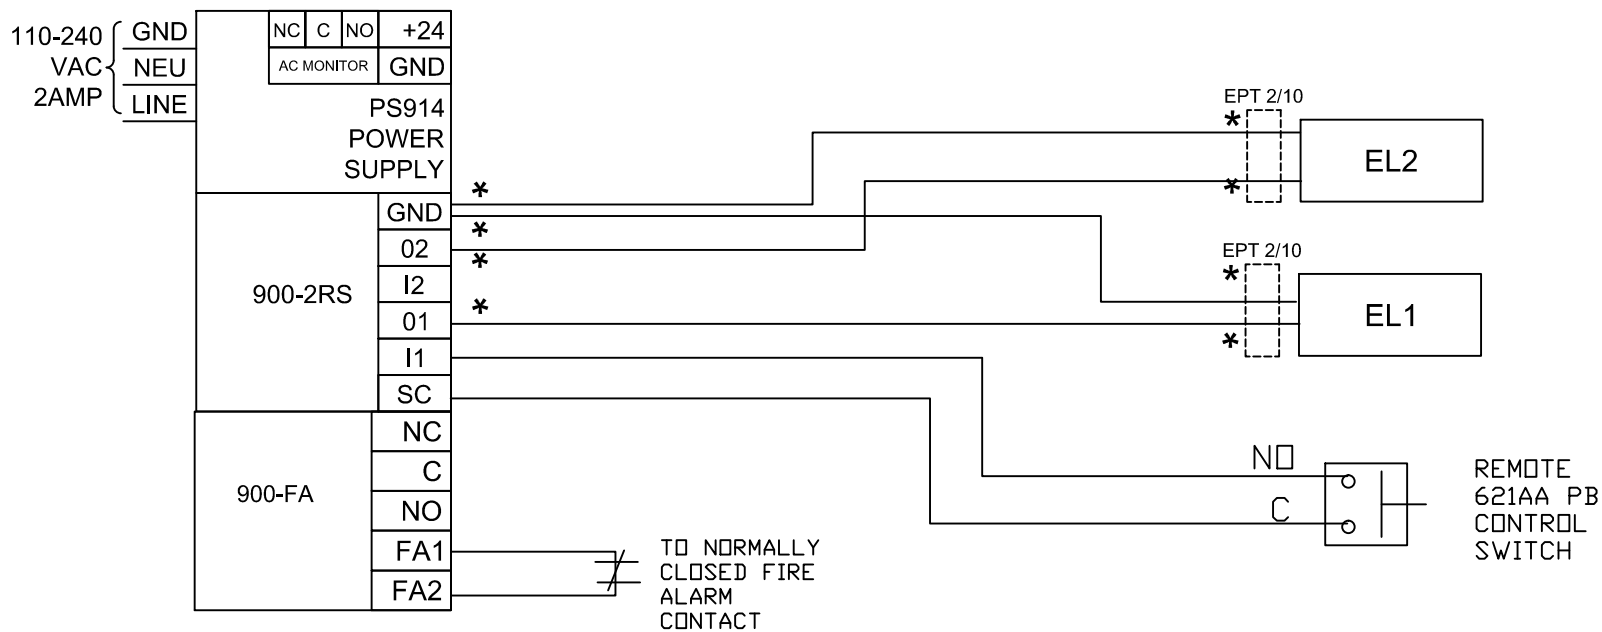 110-240
VAC
2AMP
GND
NEU
LINE
NC C NO +24
AC MONITOR GND
PS914
POWER
SUPPLY
900-2RS
GND
02
I2
01
I1
SC
900-FA
NC
C
NO
FA1
FA2
*
*
*
*
EPT 2/10
*
*
EL2
EPT 2/10
*
*
EL1
NO
C
REMOTE
621AA PB
CONTROL
SWITCH
TO NORMALLY
CLOSED FIRE
ALARM
CONTACT